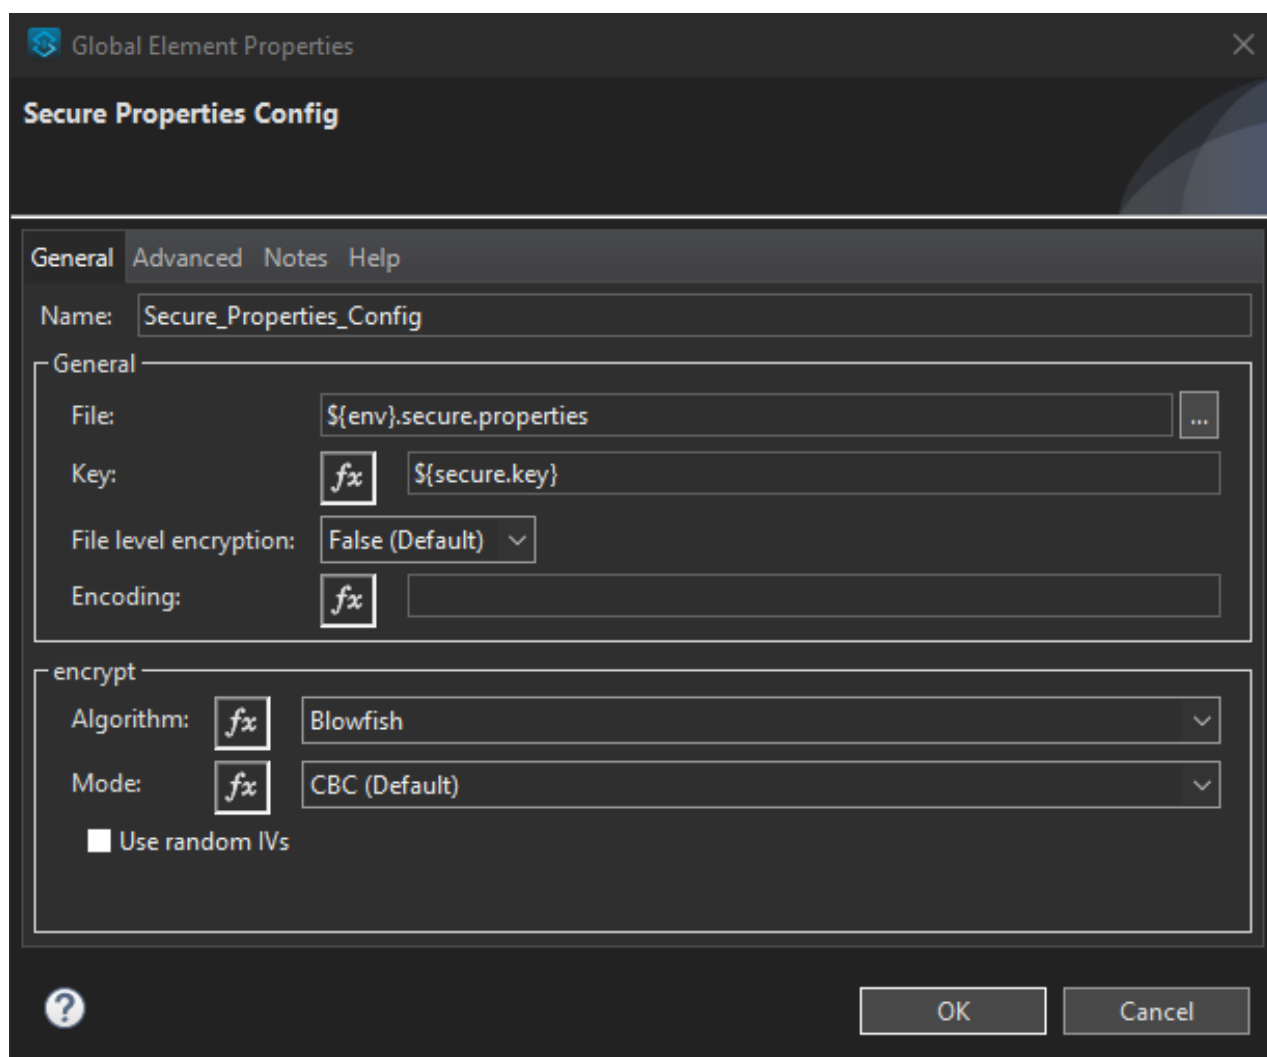 Global Element Properties
Secure Properties Config
General Advanced Notes Help
Name: Secure_Properties_Config
General
File: ${env}.secure.properties ...
Key: fx ${secure.key}
File level encryption: False (Default)
Encoding: fx
encrypt
Algorithm: fx Blowfish
Mode: fx CBC (Default)
Use random IVs
? OK Cancel